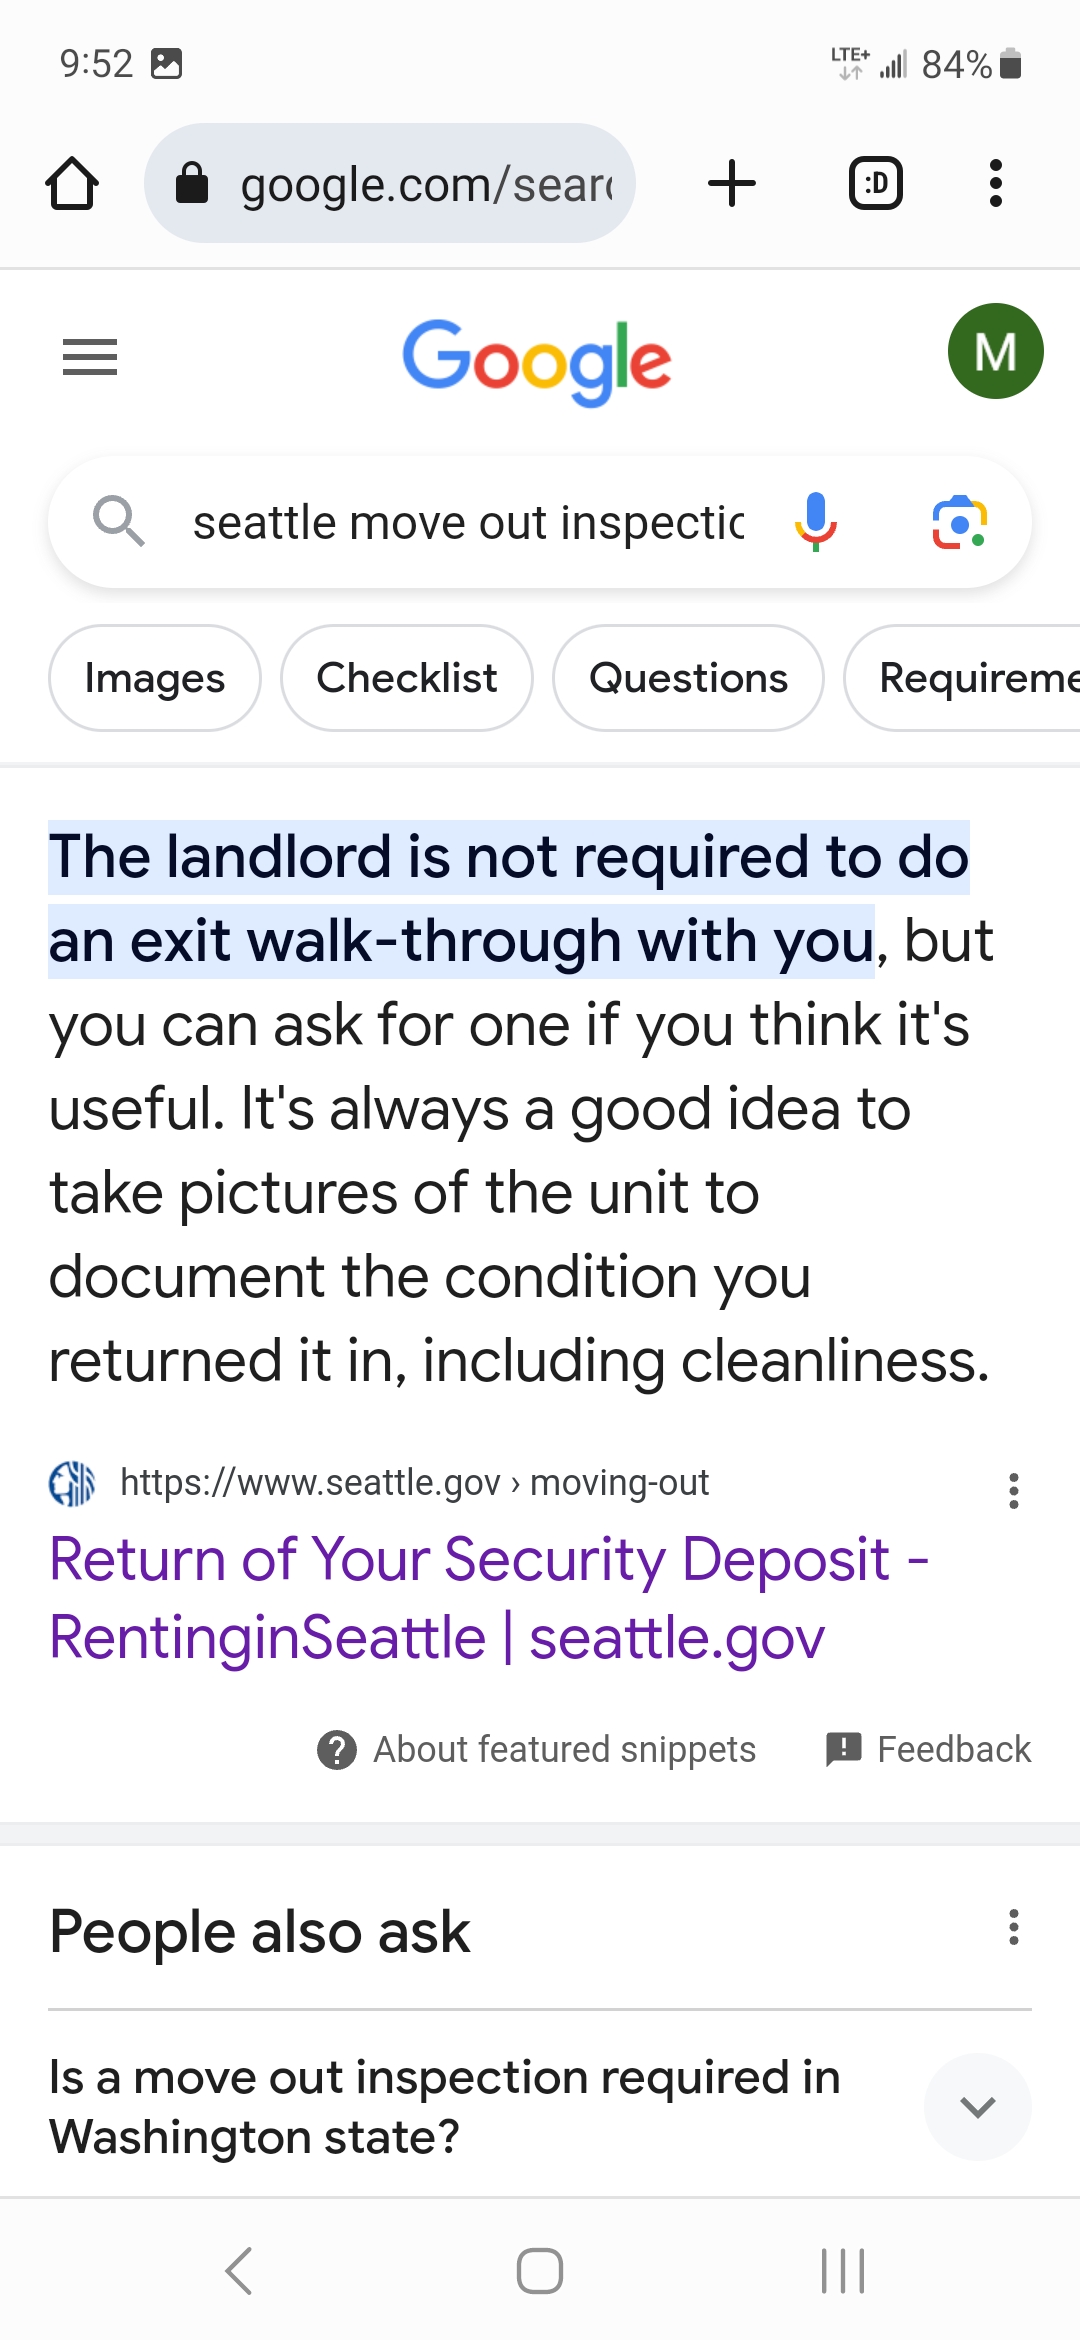 9:52 LTE+ 84%
google.com/sear
:D
Google
M
seattle move out inspectio
Images Checklist Questions Requireme
The landlord is not required to do
an exit walk-through with you, but
you can ask for one if you think it's
useful. It's always a good idea to
take pictures of the unit to
document the condition you
returned it in, including cleanliness.
https://www.seattle.gov › moving-out
Return of Your Security Deposit -
RentinginSeattle | seattle.gov
About featured snippets Feedback
People also ask
Is a move out inspection required in
Washington state?